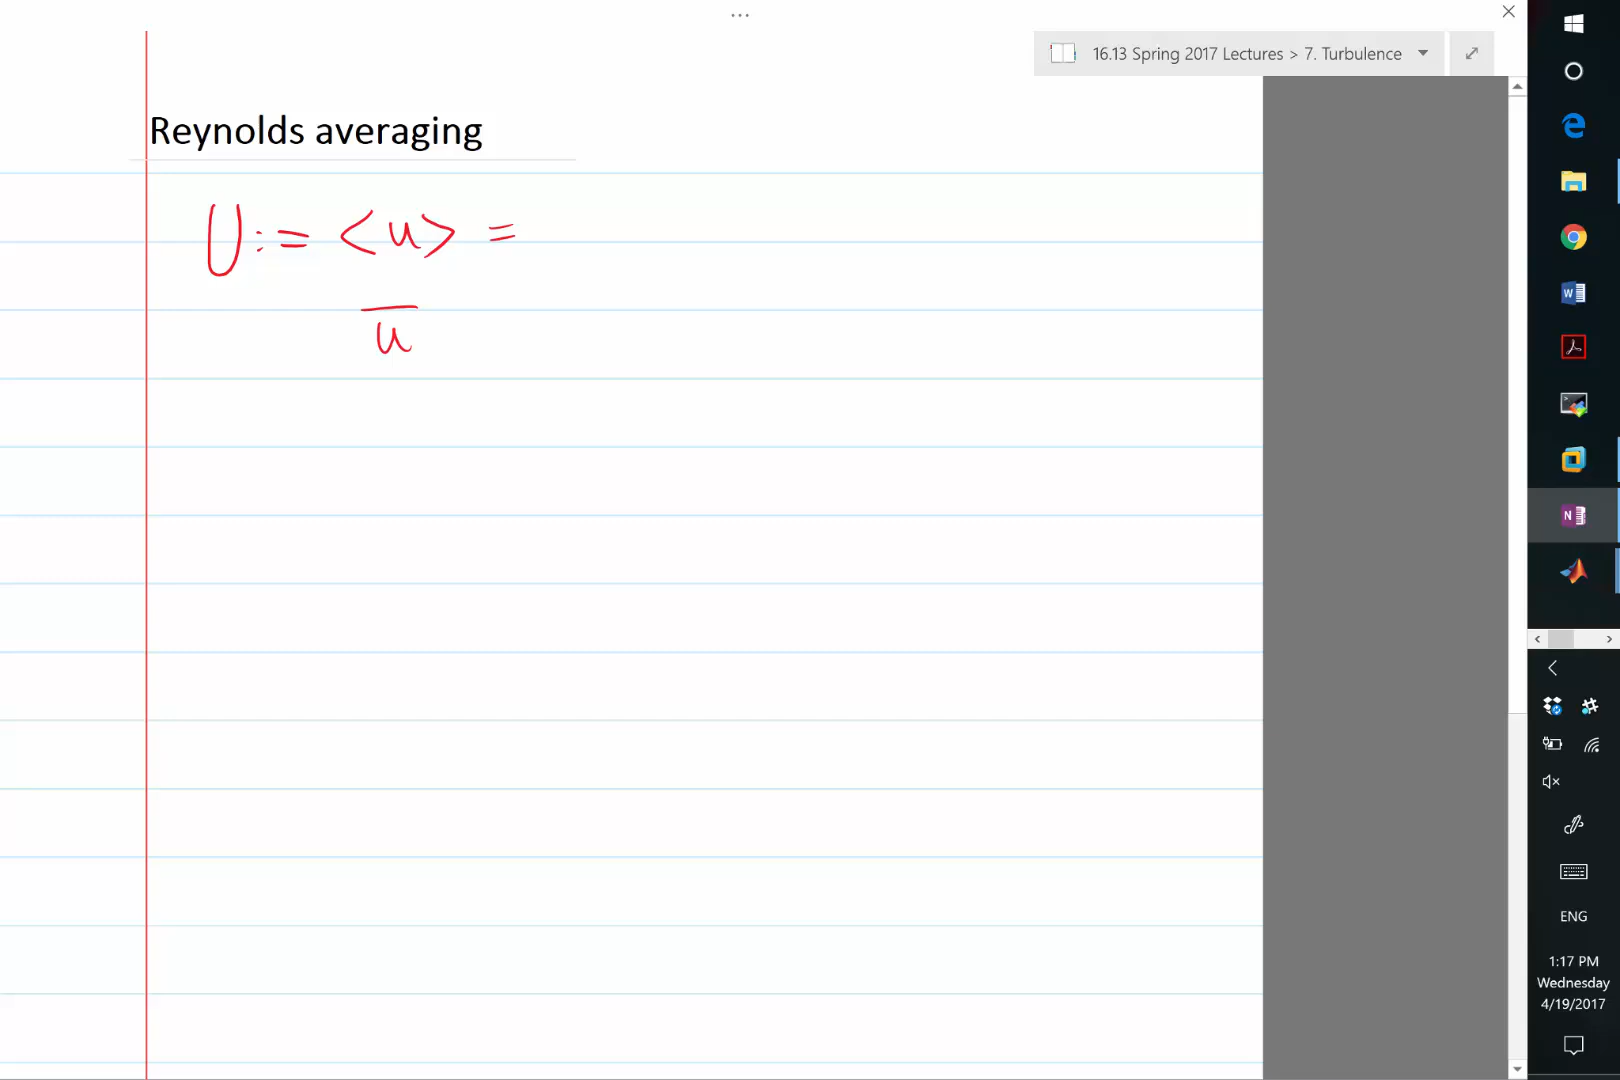 16.13 Spring 2017 Lectures > 7. Turbulence
Reynolds averaging
U := <u> =
u̅
ENG
1:17 PM
Wednesday
4/19/2017